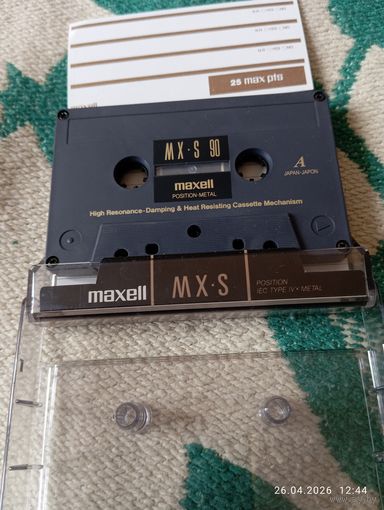 25 max pts
maxell
MX·S 90
maxell
POSITION·METAL
A
JAPAN·JAPON
High Resonance-Damping & Heat Resisting Cassette Mechanism
maxell MX·S
POSITION
IEC TYPE IV • METAL
26.04.2026 12:44